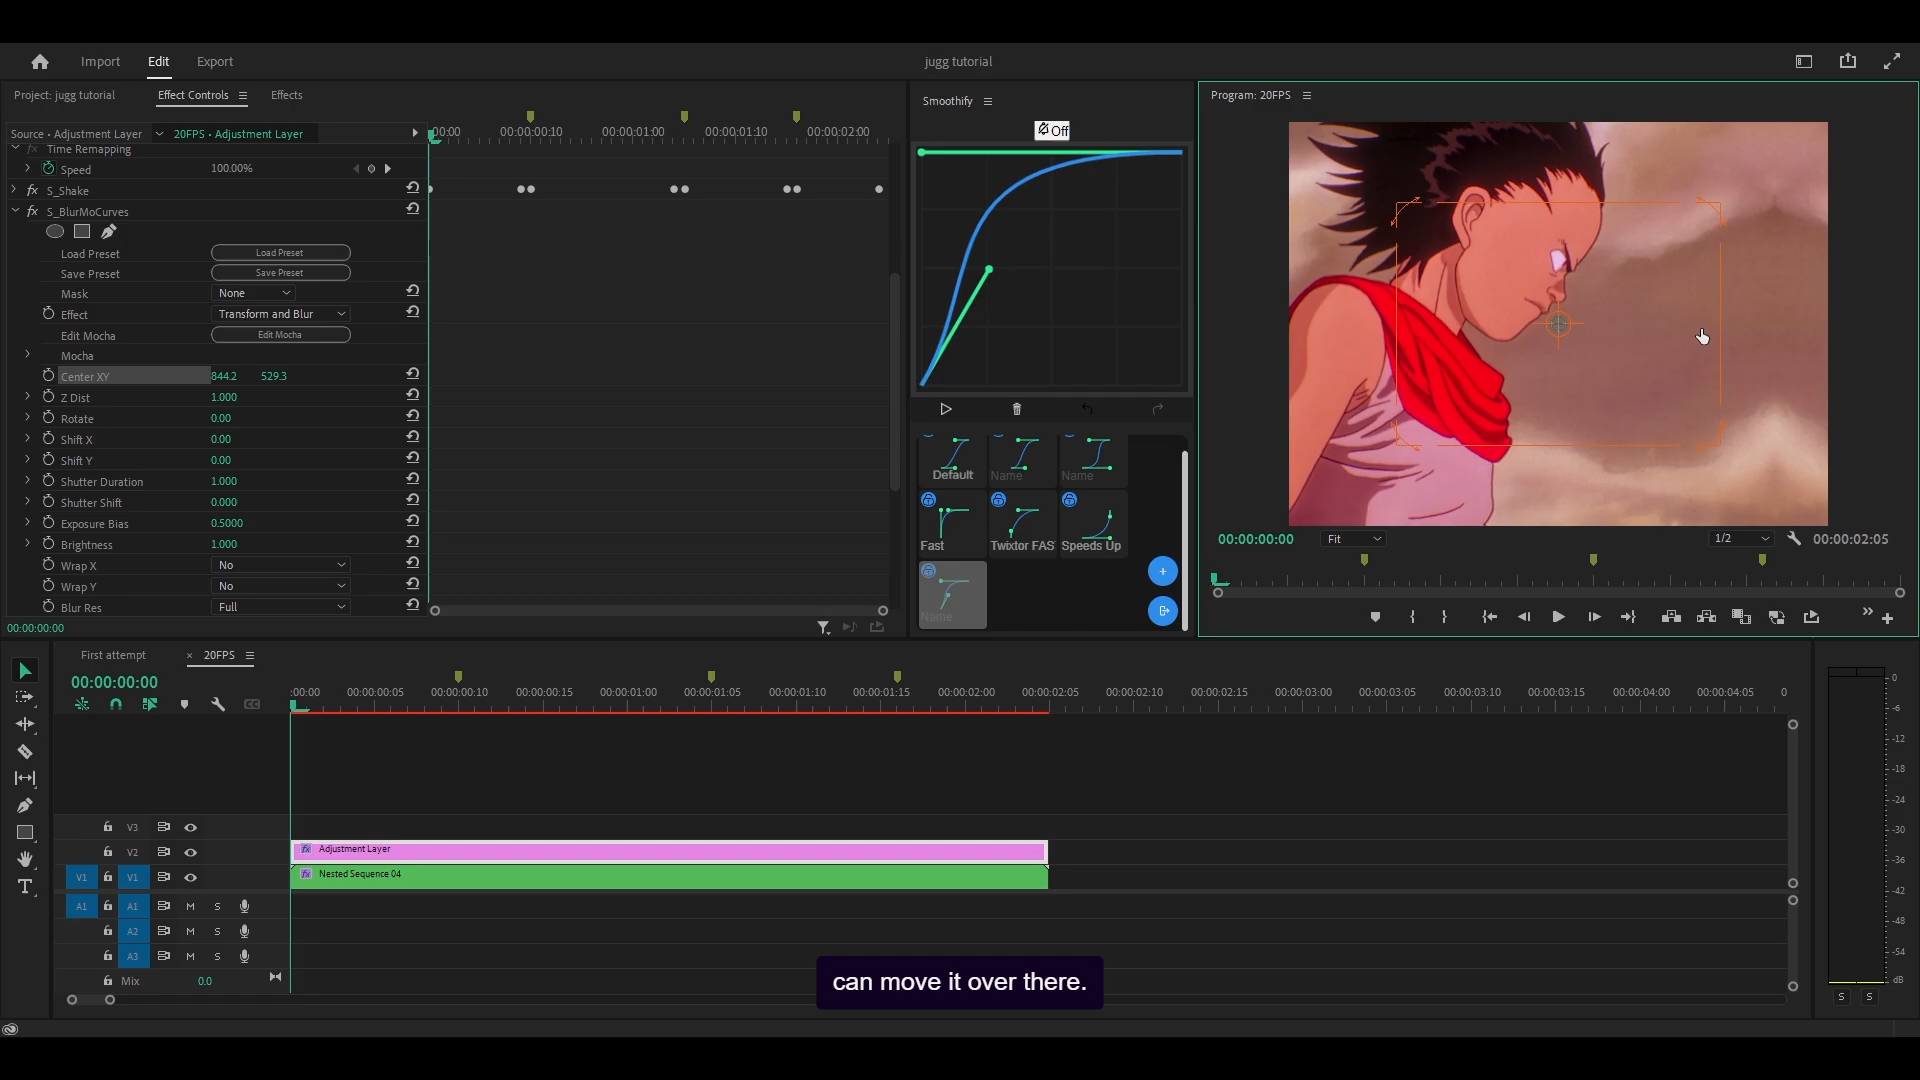 Import Edit Export jugg tutorial
Project: jugg tutorial Effect Controls Effects Smoothify Program: 20FPS
Source • Adjustment Layer 20FPS • Adjustment Layer
00:00 00:00:00:10 00:00:01:00 00:00:01:10 00:00:02:00
Off
Time Remapping
Speed 100.00%
fx S_Shake
fx S_BlurMoCurves
Load Preset Load Preset
Save Preset Save Preset
Mask None
Effect Transform and Blur
Edit Mocha Edit Mocha
Mocha
Center XY 844.2 529.3
Z Dist 1.000
Rotate 0.00
Shift X 0.00
Shift Y 0.00
Shutter Duration 1.000
Shutter Shift 0.000
Exposure Bias 0.5000
Brightness 1.000
Wrap X No
Wrap Y No
Blur Res Full
00:00:00:00
Default Name Name
Fast Twixtor FAS Speeds Up
Name
00:00:00:00 Fit 1/2 00:00:02:05
First attempt × 20FPS
00:00:00:00
:00:00 00:00:00:05 00:00:00:10 00:00:00:15 00:00:01:00 00:00:01:05 00:00:01:10 00:00:01:15 00:00:02:00 00:00:02:05 00:00:02:10 00:00:02:15 00:00:03:00 00:00:03:05 00:00:03:10 00:00:03:15 00:00:04:00 00:00:04:05 0
V3
V2 fx Adjustment Layer
V1 V1 fx Nested Sequence 04
A1 A1 M S
A2 M S
A3 M S
Mix 0.0
0
-6
-12
-18
-24
-30
-36
-42
-48
-54
dB
S S
can move it over there.